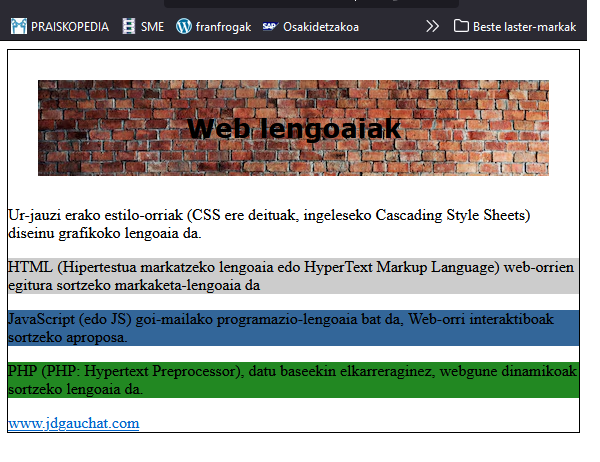 PRAISKOPEDIA SME franfrogak SAP Osakidetzakoa Beste laster-markak
Web lengoaiak
Ur-jauzi erako estilo-orriak (CSS ere deituak, ingeleseko Cascading Style Sheets)
diseinu grafikoko lengoaia da.
HTML (Hipertestua markatzeko lengoaia edo HyperText Markup Language) web-orrien
egitura sortzeko markaketa-lengoaia da
JavaScript (edo JS) goi-mailako programazio-lengoaia bat da, Web-orri interaktiboak
sortzeko aproposa.
PHP (PHP: Hypertext Preprocessor), datu baseekin elkarreraginez, webgune dinamikoak
sortzeko lengoaia da.
www.jdgauchat.com